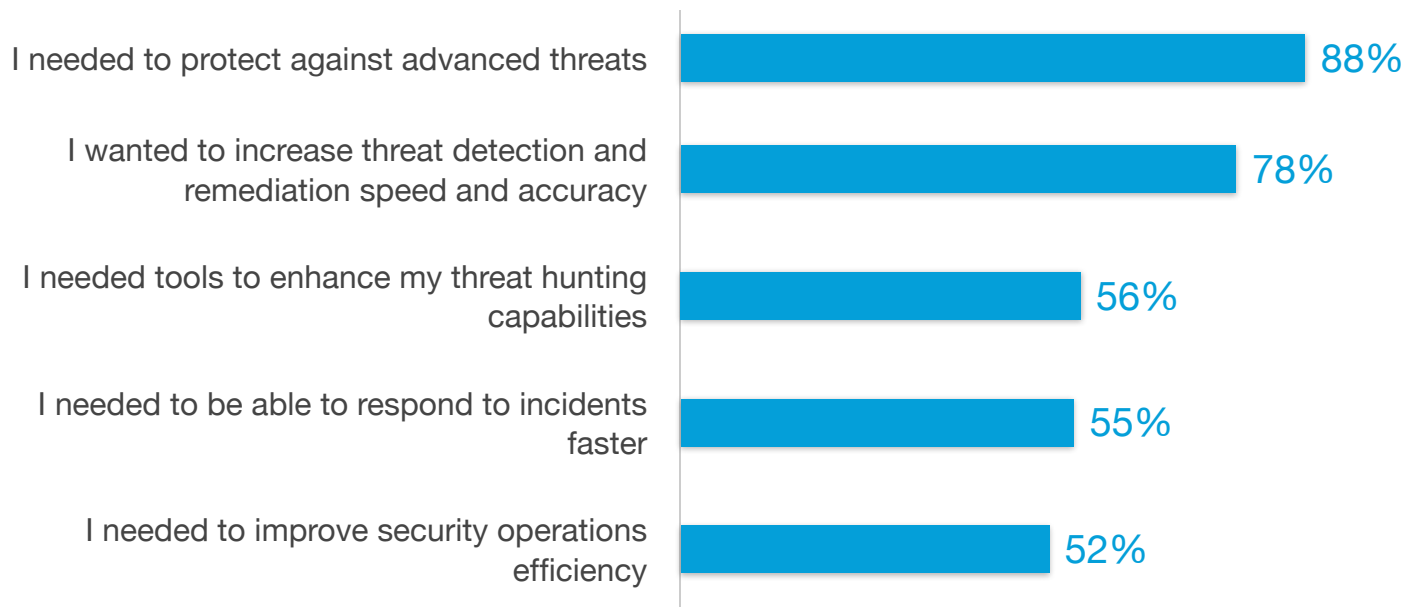 I needed to protect against advanced threats
88%
I wanted to increase threat detection and
remediation speed and accuracy
78%
I needed tools to enhance my threat hunting
capabilities
56%
I needed to be able to respond to incidents
faster
55%
I needed to improve security operations
efficiency
52%